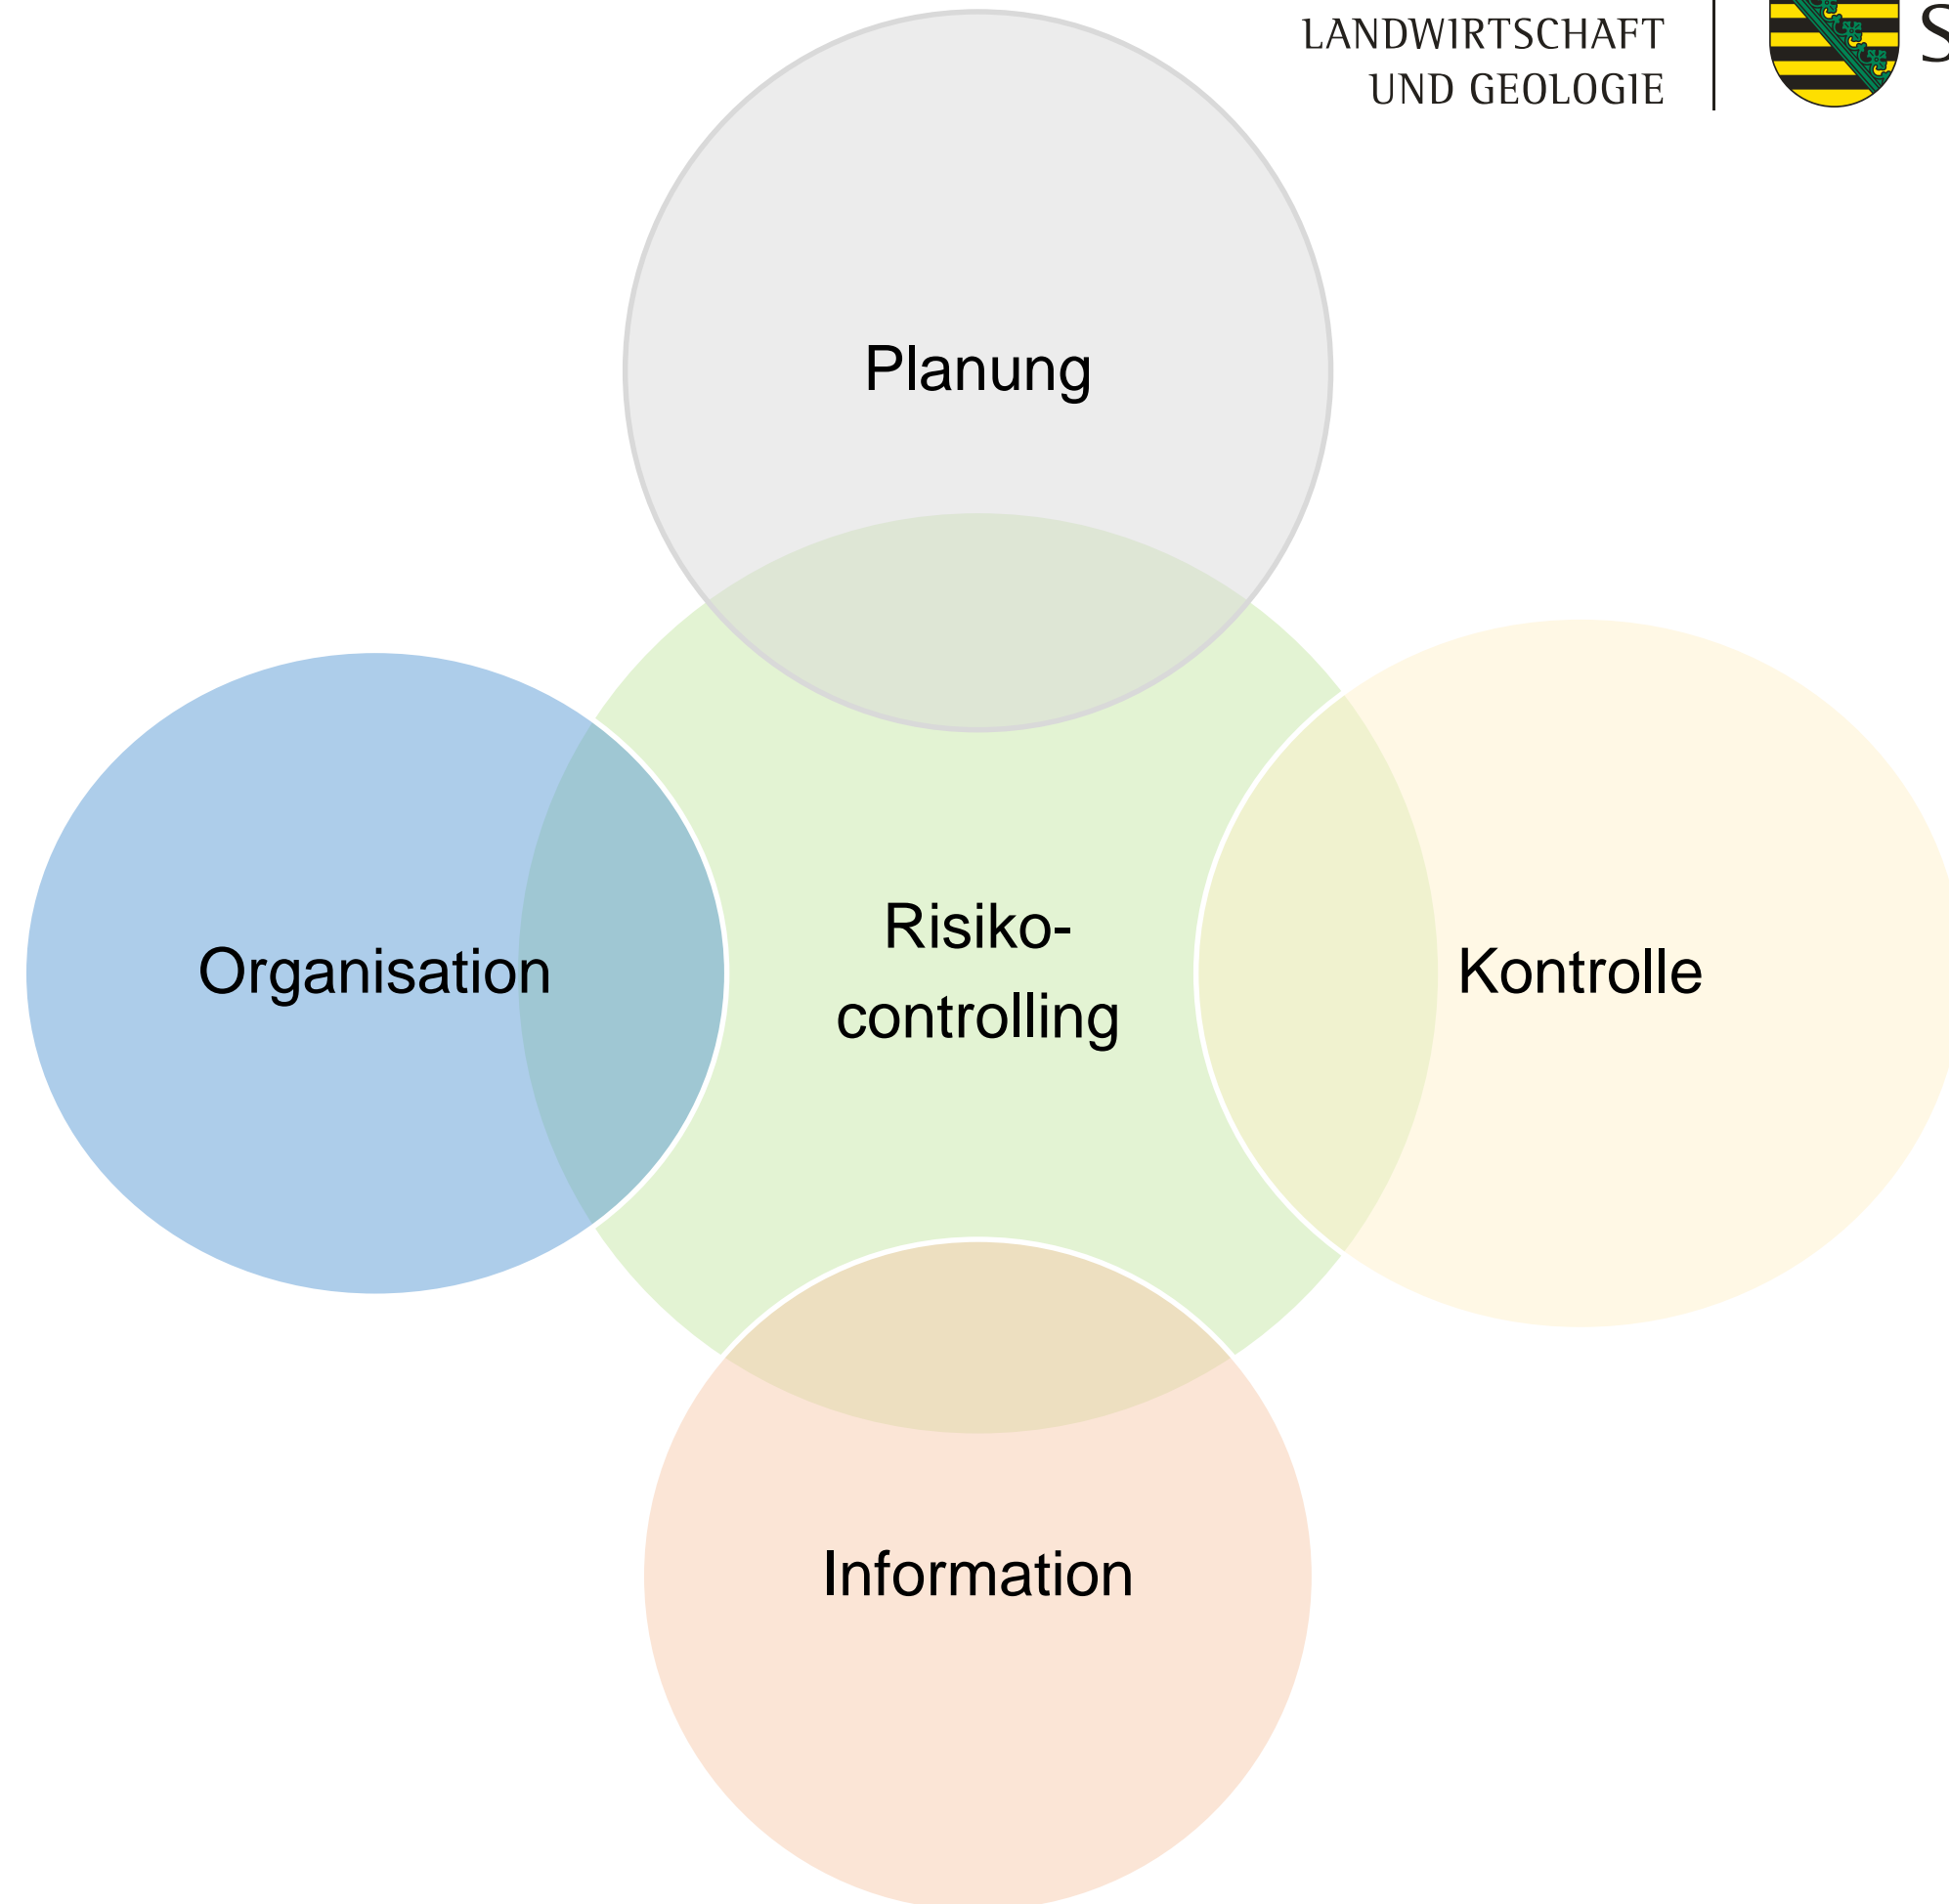 LANDWIRTSCHAFT
UND GEOLOGIE
Planung
Organisation
Risiko-
controlling
Kontrolle
Information